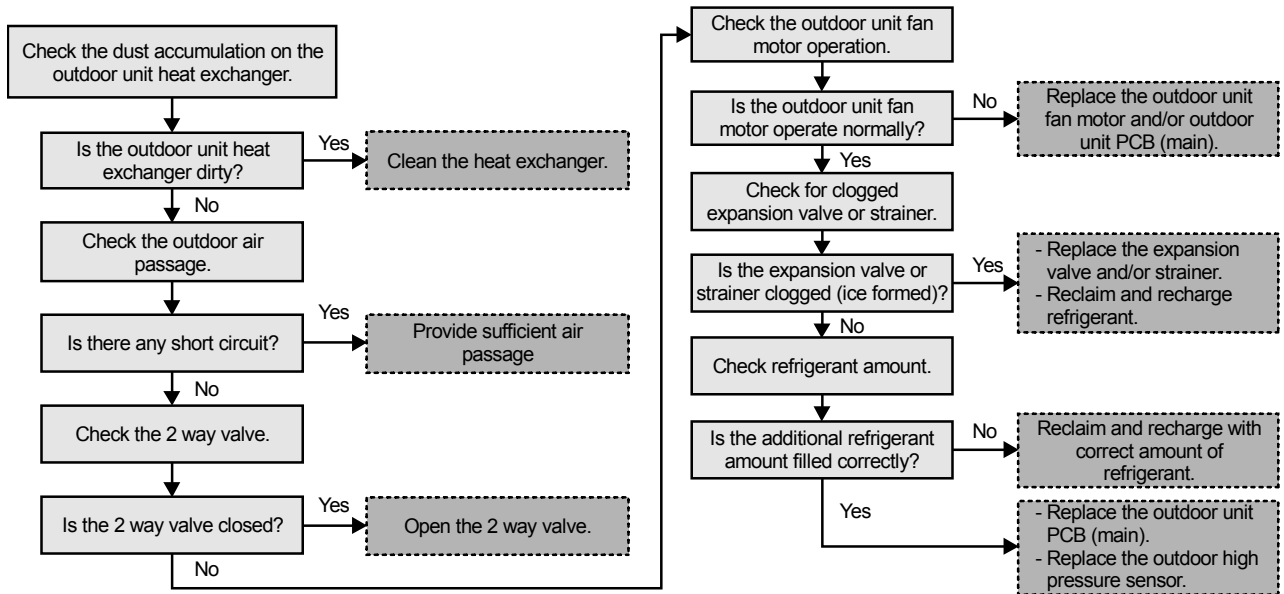 Check the dust accumulation on the
outdoor unit heat exchanger.
Is the outdoor unit heat
exchanger dirty?
Yes
Clean the heat exchanger.
No
Check the outdoor air
passage.
Is there any short circuit?
Yes
Provide sufficient air
passage
No
Check the 2 way valve.
Is the 2 way valve closed?
Yes
Open the 2 way valve.
No
Check the outdoor unit fan
motor operation.
Is the outdoor unit fan
motor operate normally?
No
Replace the outdoor unit
fan motor and/or outdoor
unit PCB (main).
Yes
Check for clogged
expansion valve or strainer.
Is the expansion valve or
strainer clogged (ice formed)?
Yes
- Replace the expansion
valve and/or strainer.
- Reclaim and recharge
refrigerant.
No
Check refrigerant amount.
Is the additional refrigerant
amount filled correctly?
No
Reclaim and recharge with
correct amount of
refrigerant.
Yes
- Replace the outdoor unit
PCB (main).
- Replace the outdoor high
pressure sensor.